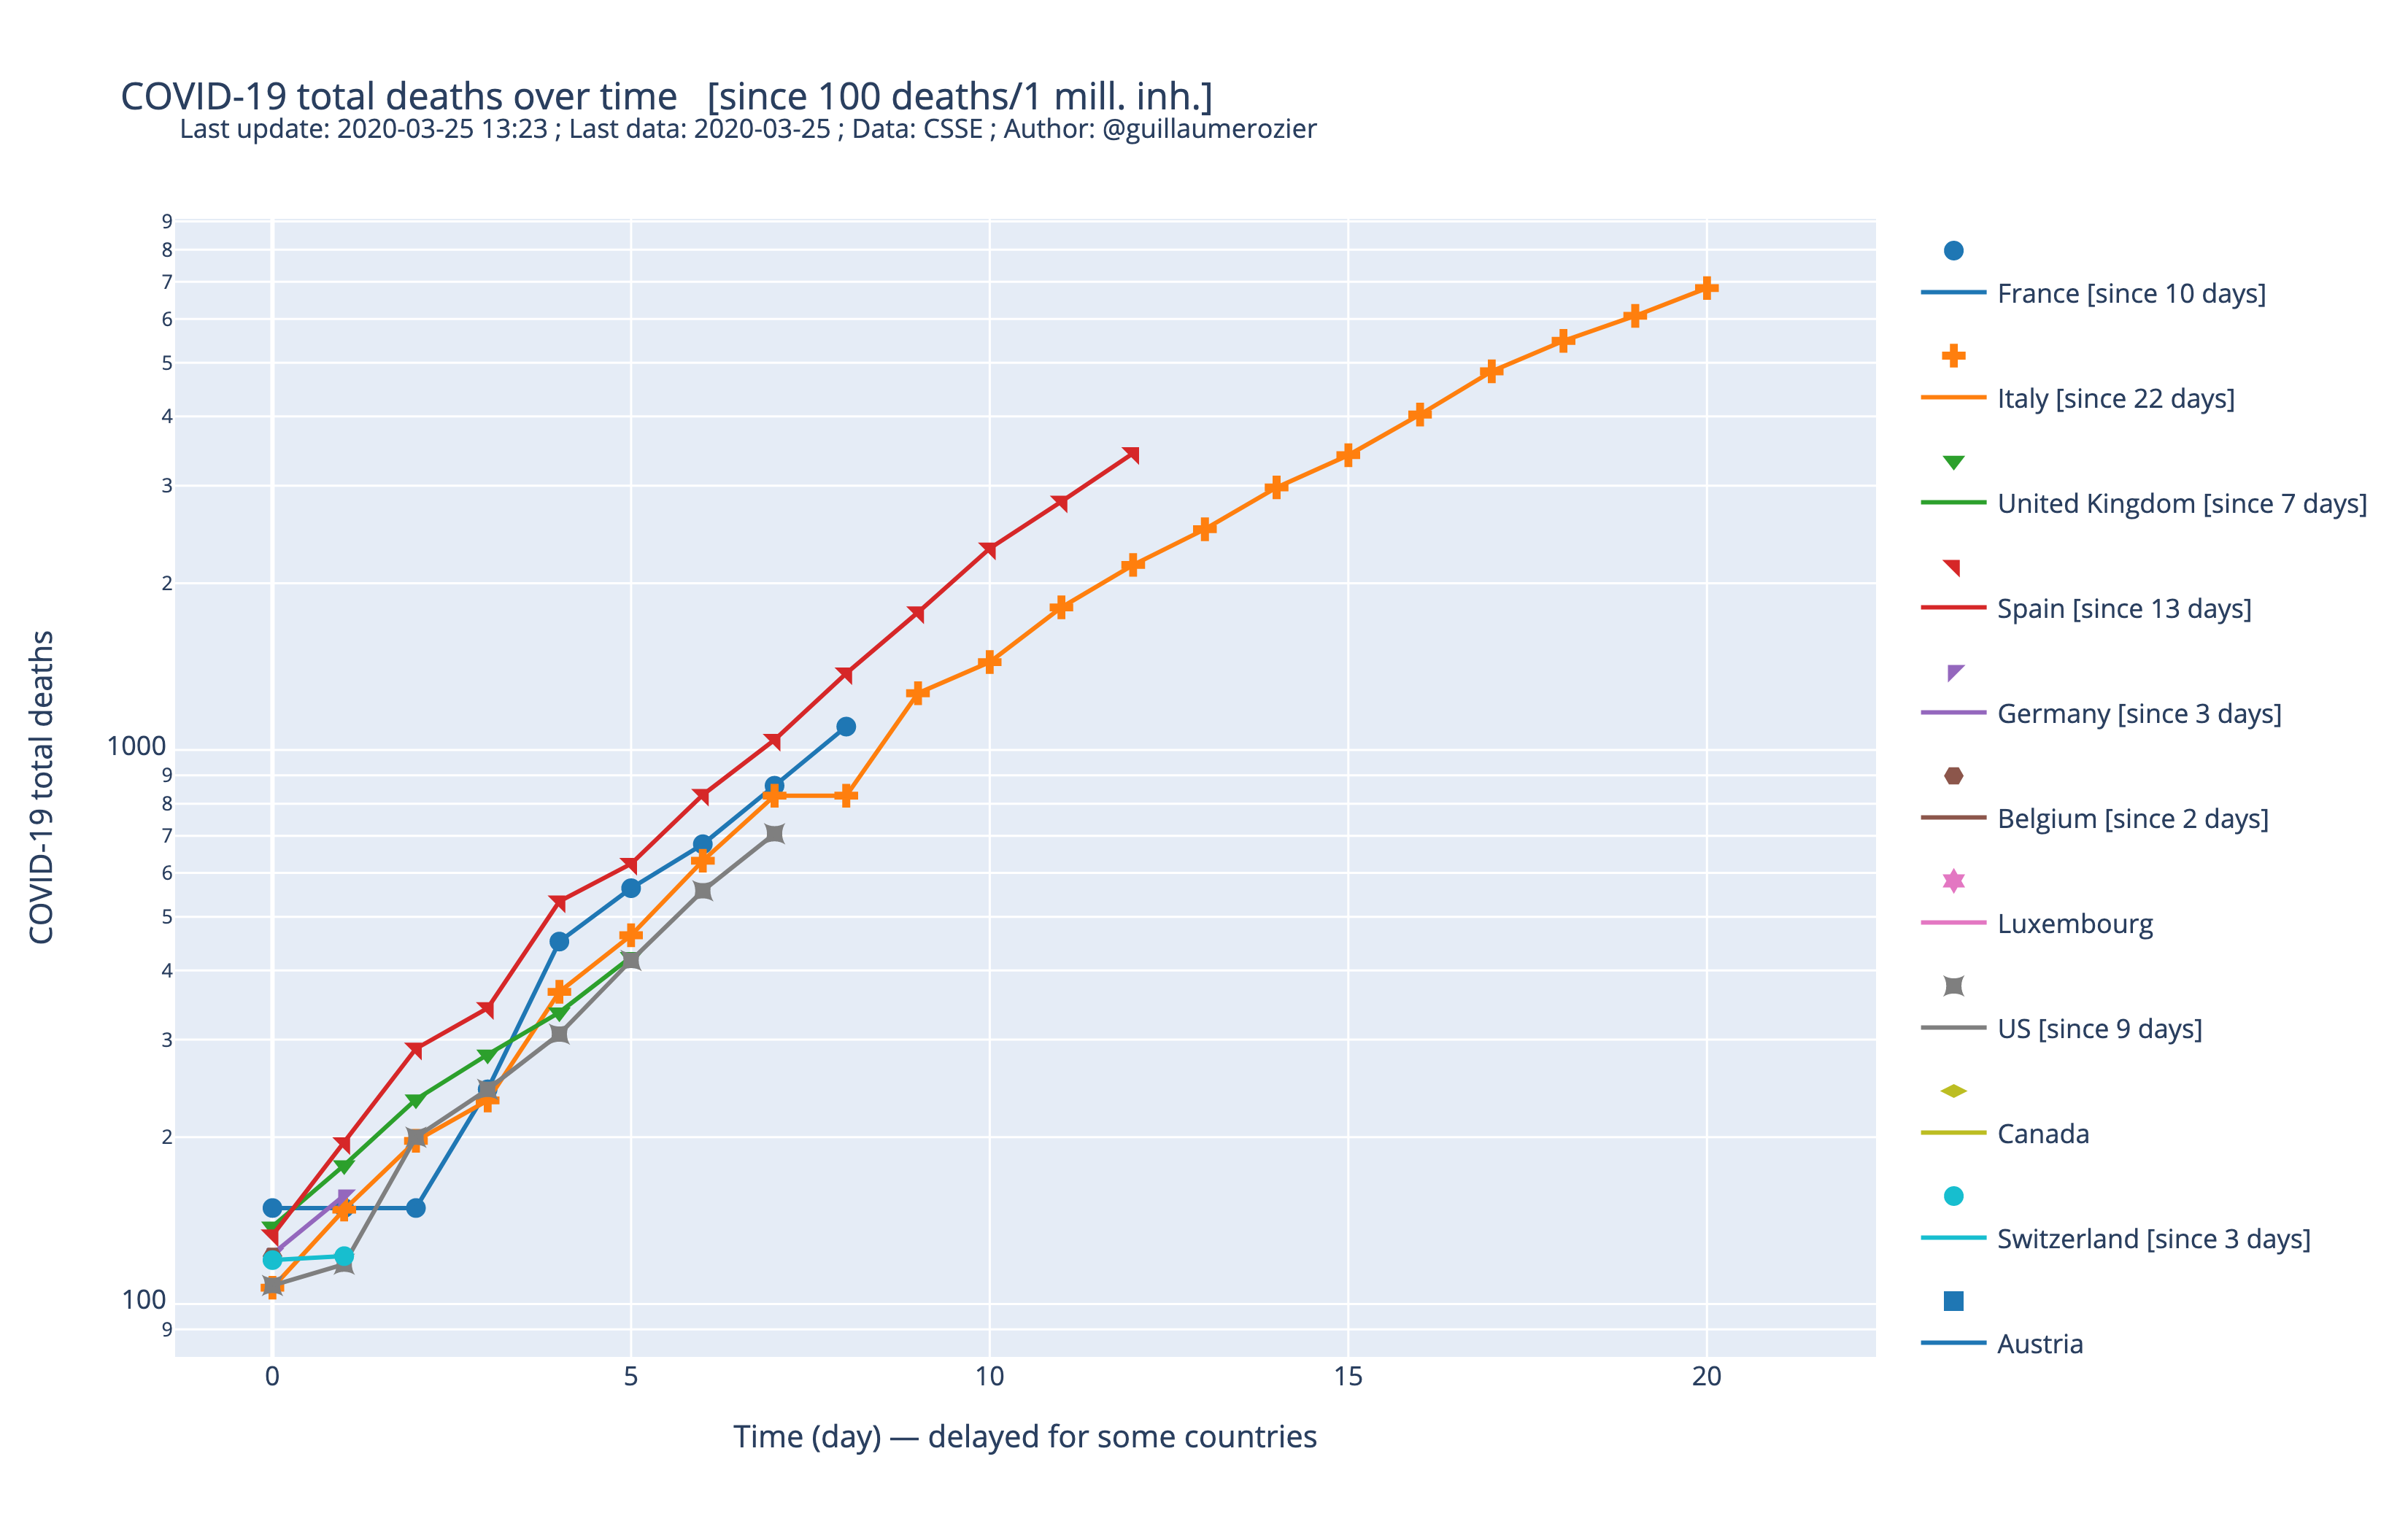 COVID-19 total deaths over time   [since 100 deaths/1 mill. inh.]
Last update: 2020-03-25 13:23 ; Last data: 2020-03-25 ; Data: CSSE ; Author: @guillaumerozier
COVID-19 total deaths
9
8
7
6
5
4
3
2
1000
9
8
7
6
5
4
3
2
100
9
0
5
10
15
20
Time (day) — delayed for some countries
France [since 10 days]
Italy [since 22 days]
United Kingdom [since 7 days]
Spain [since 13 days]
Germany [since 3 days]
Belgium [since 2 days]
Luxembourg
US [since 9 days]
Canada
Switzerland [since 3 days]
Austria